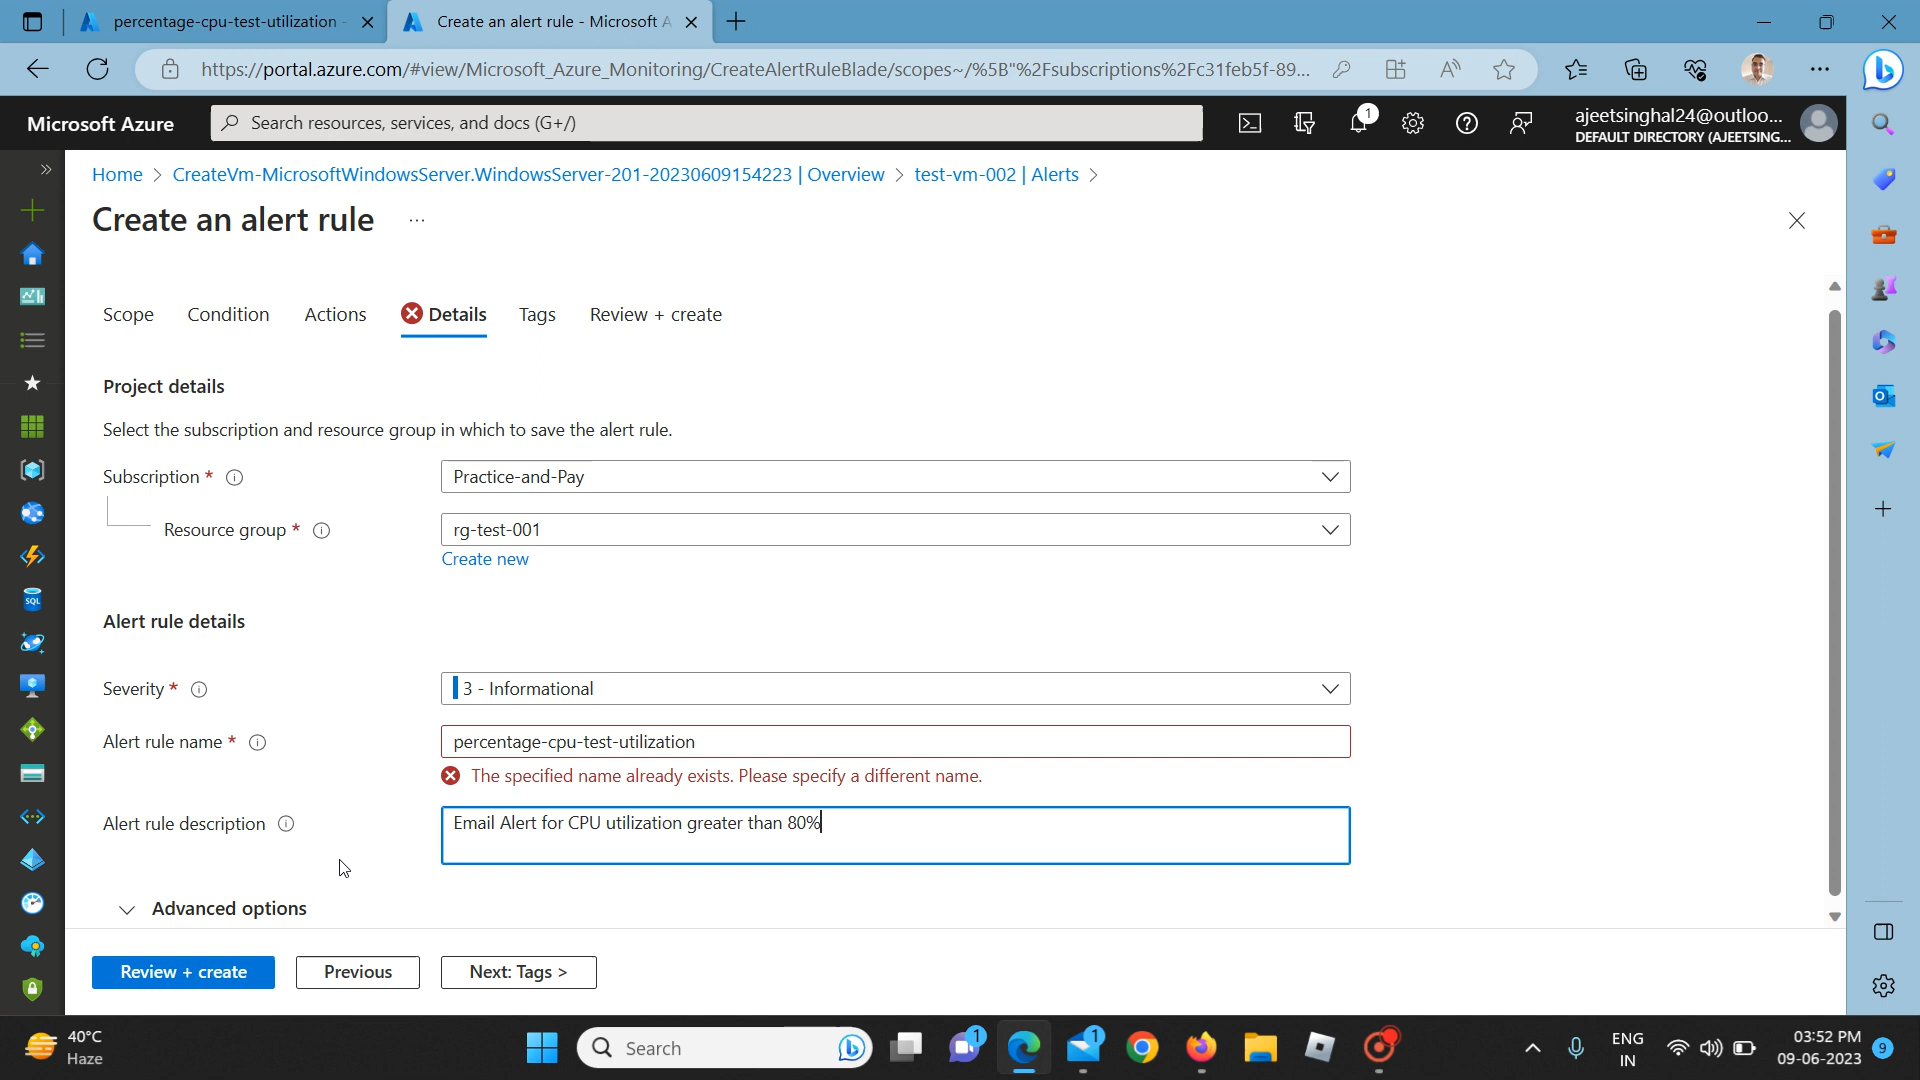 percentage-cpu-test-utilization -
Create an alert rule - Microsoft A
https://portal.azure.com/#view/Microsoft_Azure_Monitoring/CreateAlertRuleBlade/scopes~/%5B"%2Fsubscriptions%2Fc31feb5f-89...
Microsoft Azure
Search resources, services, and docs (G+/)
1
ajeetsinghal24@outloo...
DEFAULT DIRECTORY (AJEETSING...
Home > CreateVm-MicrosoftWindowsServer.WindowsServer-201-20230609154223 | Overview > test-vm-002 | Alerts >
Create an alert rule ...
Scope Condition Actions Details Tags Review + create
Project details
Select the subscription and resource group in which to save the alert rule.
Subscription *
Practice-and-Pay
Resource group *
rg-test-001
Create new
Alert rule details
Severity *
3 - Informational
Alert rule name *
percentage-cpu-test-utilization
The specified name already exists. Please specify a different name.
Alert rule description
Email Alert for CPU utilization greater than 80%
Advanced options
Review + create Previous Next: Tags >
SQL
40°C
Haze
Search
1
1
ENG
IN
03:52 PM
09-06-2023
9